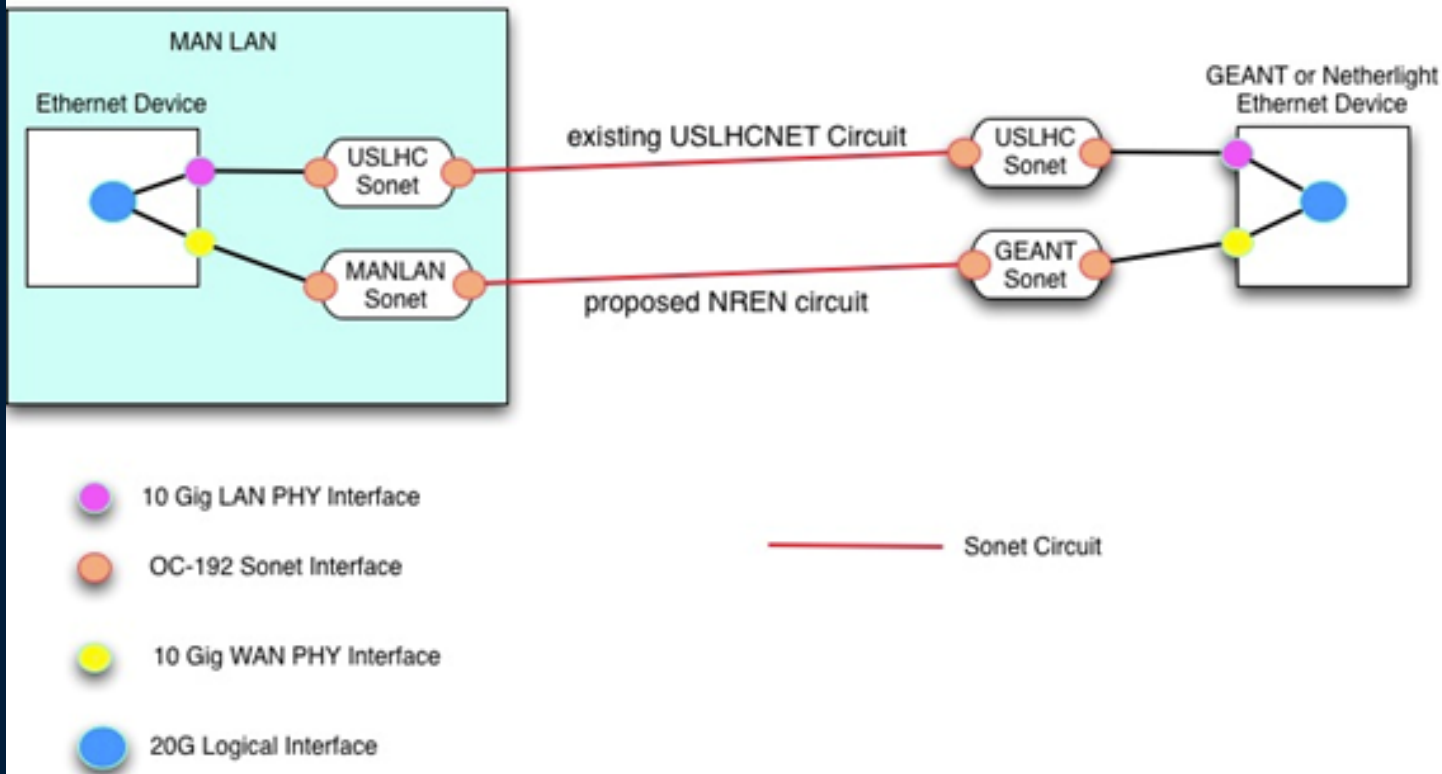 MAN LAN
Ethernet Device
USLHC
Sonet
MANLAN
Sonet
existing USLHCNET Circuit
proposed NREN circuit
USLHC
Sonet
GEANT
Sonet
GEANT or Netherlight
Ethernet Device
10 Gig LAN PHY Interface
OC-192 Sonet Interface
10 Gig WAN PHY Interface
20G Logical Interface
Sonet Circuit